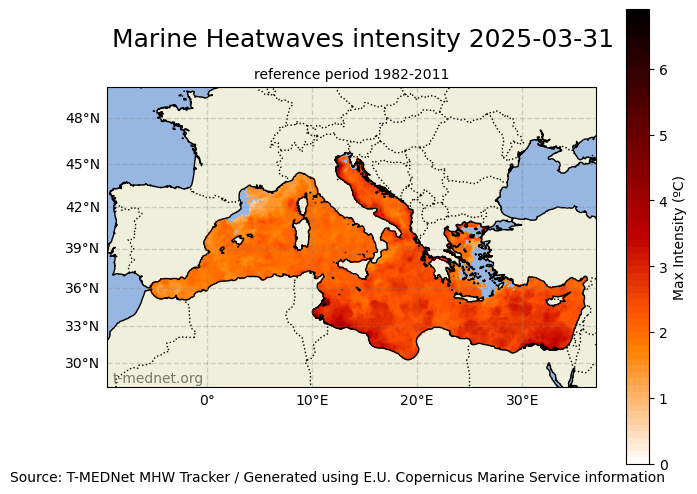 Marine Heatwaves intensity 2025-03-31
reference period 1982-2011
48°N
45°N
42°N
39°N
36°N
33°N
30°N
0°
10°E
20°E
30°E
t-mednet.org
6
5
4
3
2
1
0
Max Intensity (ºC)
Source: T-MEDNet MHW Tracker / Generated using E.U. Copernicus Marine Service information